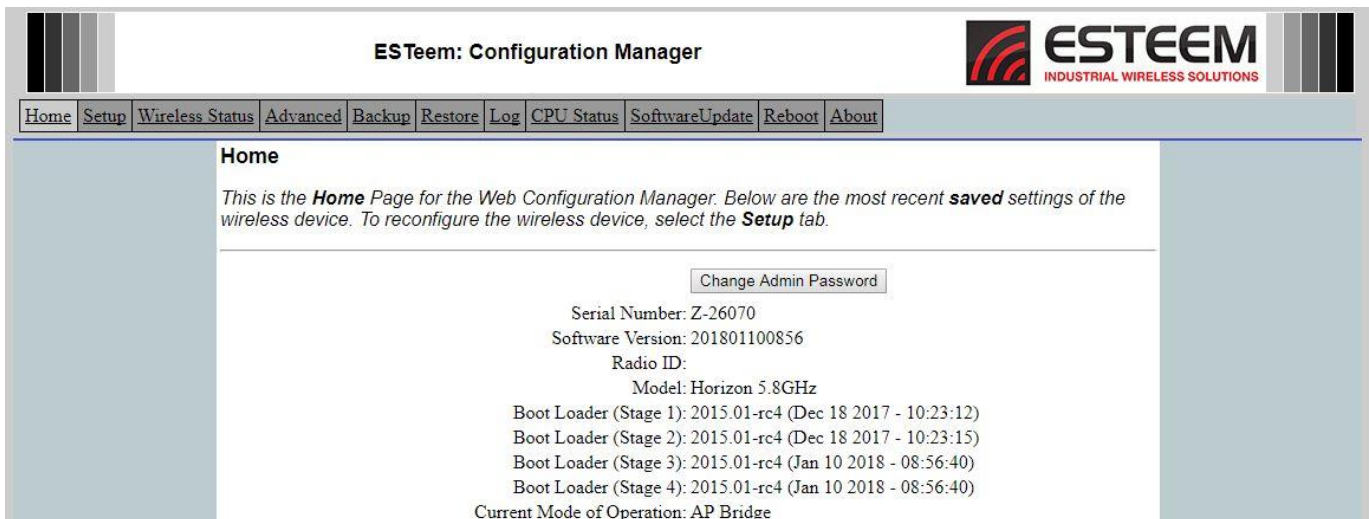 ESTeem: Configuration Manager
ESTEEM
INDUSTRIAL WIRELESS SOLUTIONS
Home Setup Wireless Status Advanced Backup Restore Log CPU Status SoftwareUpdate Reboot About
Home
This is the Home Page for the Web Configuration Manager. Below are the most recent saved settings of the
wireless device. To reconfigure the wireless device, select the Setup tab.
Change Admin Password
Serial Number: Z-26070
Software Version: 201801100856
Radio ID:
Model: Horizon 5.8GHz
Boot Loader (Stage 1): 2015.01-rc4 (Dec 18 2017 - 10:23:12)
Boot Loader (Stage 2): 2015.01-rc4 (Dec 18 2017 - 10:23:15)
Boot Loader (Stage 3): 2015.01-rc4 (Jan 10 2018 - 08:56:40)
Boot Loader (Stage 4): 2015.01-rc4 (Jan 10 2018 - 08:56:40)
Current Mode of Operation: AP Bridge